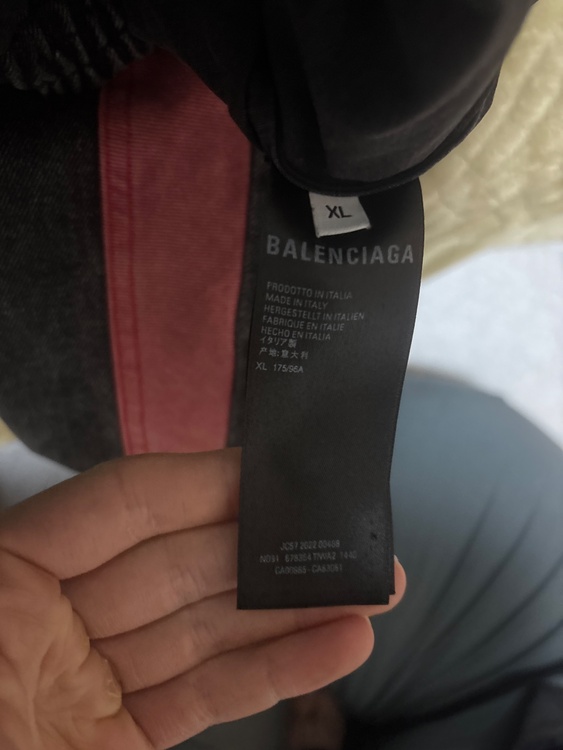 XL
BALENCIAGA
PRODOTTO IN ITALIA
MADE IN ITALY
HERGESTELLT IN ITALIEN
FABRIQUE EN ITALIE
HECHO EN ITALIA
イタリア製
产地:意大利
XL 175/96A
2022